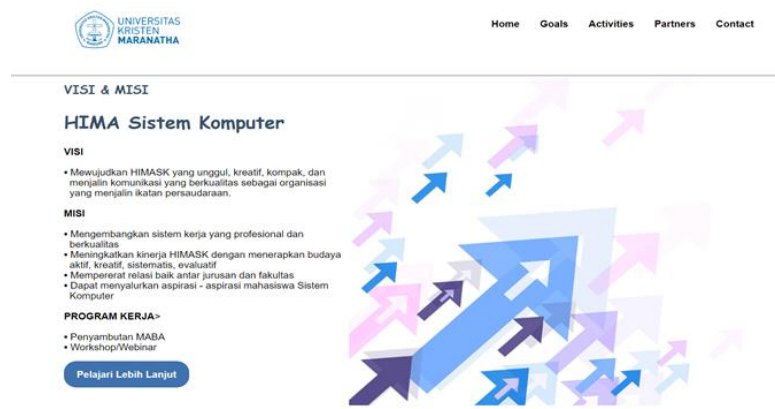 UNIVERSITAS
KRISTEN
MARANATHA
Home Goals Activities Partners Contact
VISI & MISI
HIMA Sistem Komputer
VISI
• Mewujudkan HIMASK yang unggul, kreatif, kompak, dan
menjalin komunikasi yang berkualitas sebagai organisasi
yang menjalin ikatan persaudaraan.
MISI
• Mengembangkan sistem kerja yang profesional dan
berkualitas
• Meningkatkan kinerja HIMASK dengan menerapkan budaya
aktif, kreatif, sistematis, evaluatif
• Mempererat relasi baik antar jurusan dan fakultas
• Dapat menyalurkan aspirasi - aspirasi mahasiswa Sistem
Komputer
PROGRAM KERJA>
• Penyambutan MABA
• Workshop/Webinar
Pelajari Lebih Lanjut